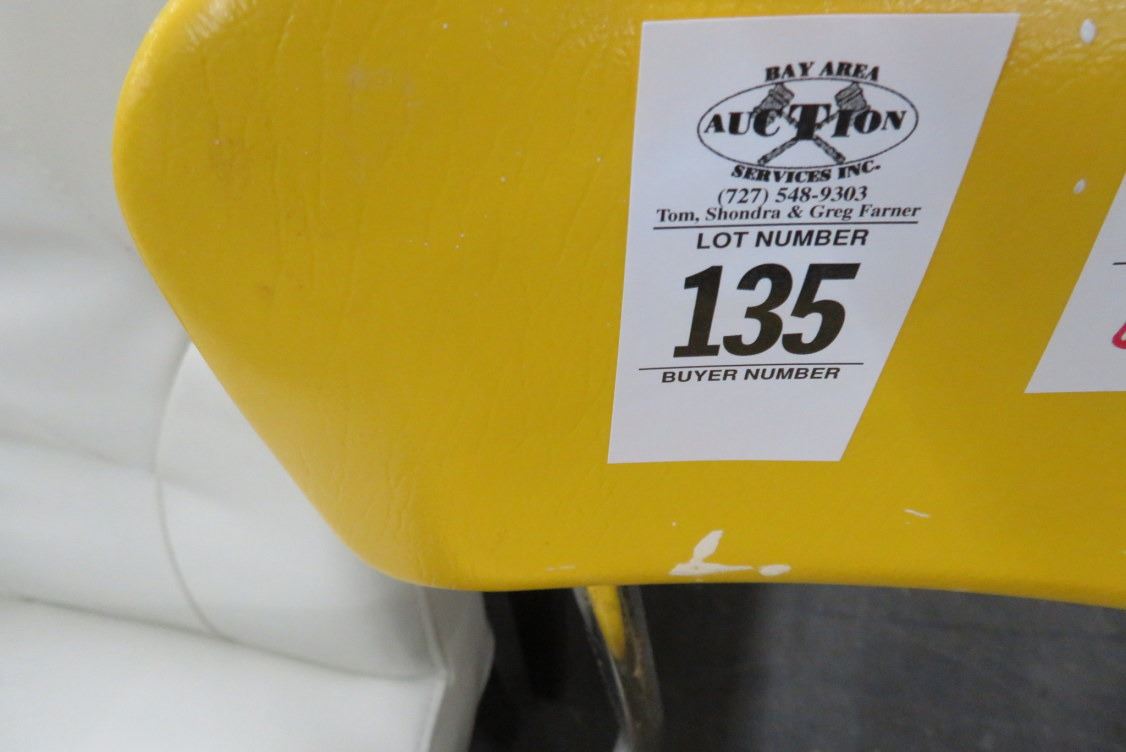 BAY AREA
AUCTION
SERVICES INC.
(727) 548-9303
Tom, Shondra & Greg Farner
LOT NUMBER
135
BUYER NUMBER